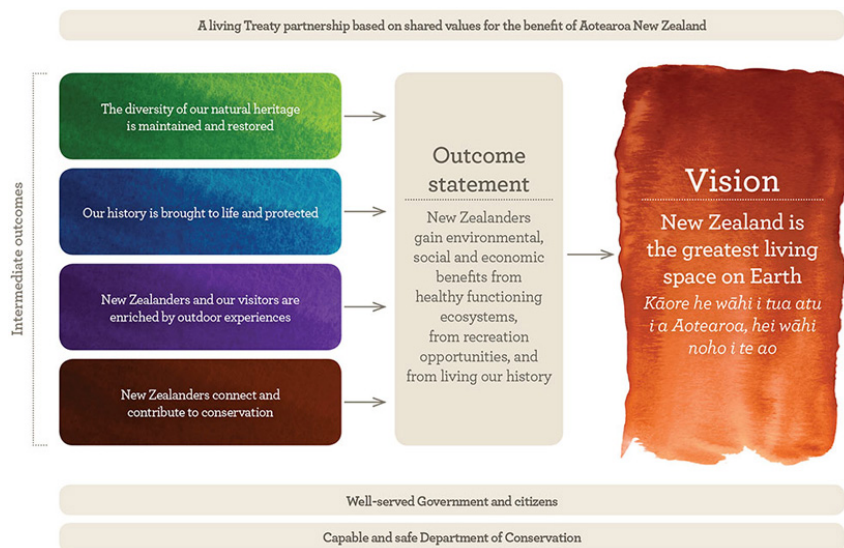 A living Treaty partnership based on shared values for the benefit of Aotearoa New Zealand
Intermediate outcomes
The diversity of our natural heritage
is maintained and restored
Our history is brought to life and protected
New Zealanders and our visitors are
enriched by outdoor experiences
New Zealanders connect and
contribute to conservation
Outcome
statement
New Zealanders
gain environmental,
social and economic
benefits from
healthy functioning
ecosystems,
from recreation
opportunities, and
from living our history
Vision
New Zealand is
the greatest living
space on Earth
Kāore he wāhi i tua atu
i a Aotearoa, hei wāhi
noho i te ao
Well-served Government and citizens
Capable and safe Department of Conservation